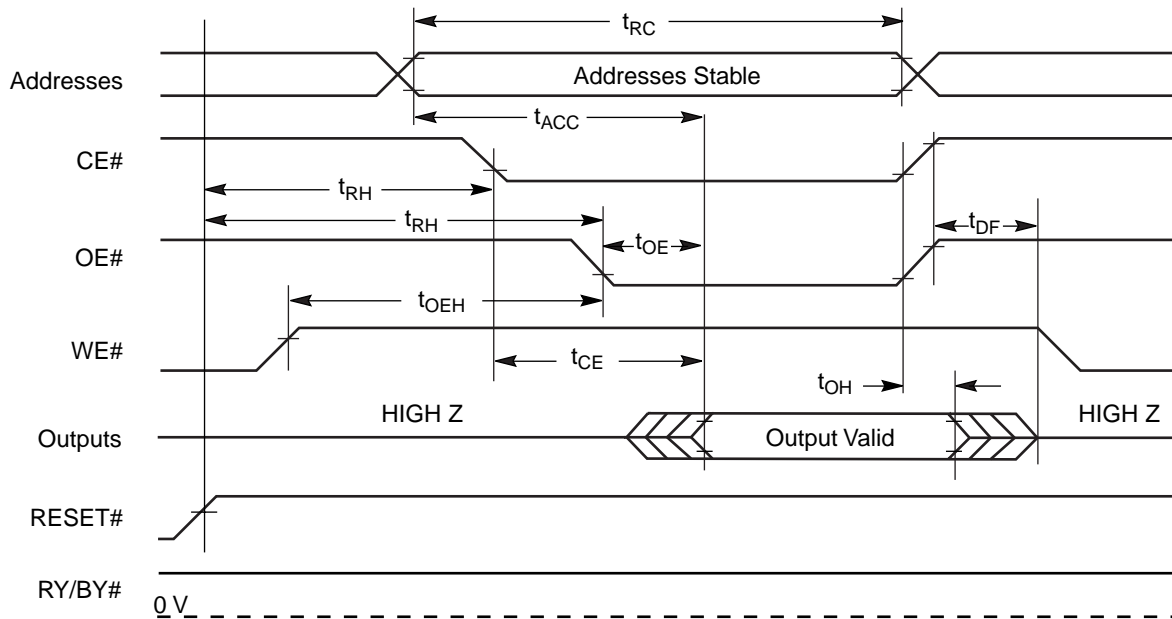 tRC
Addresses
Addresses Stable
tACC
CE#
tRH
tRH
tOE
tDF
OE#
tOEH
WE#
tCE
tOH
HIGH Z
HIGH Z
Outputs
Output Valid
RESET#
RY/BY#
0 V